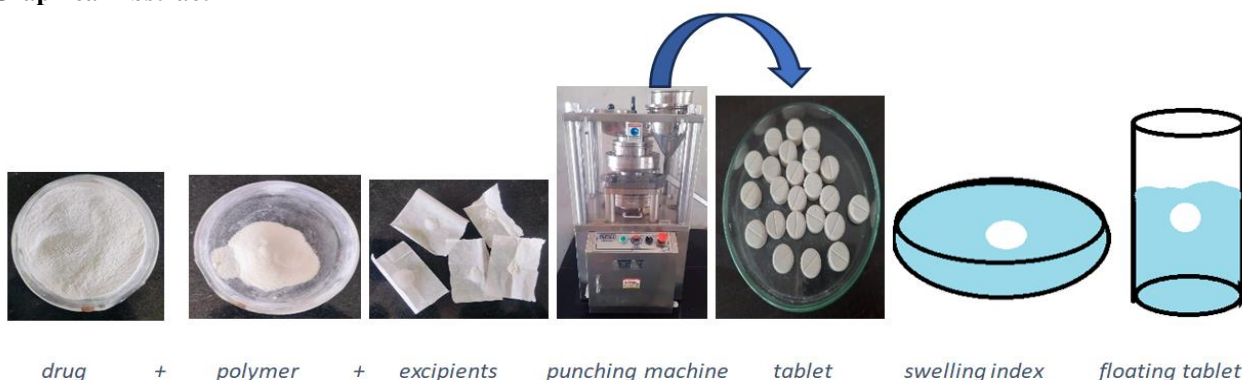 drug + polymer + excipients punching machine tablet swelling index floating tablet